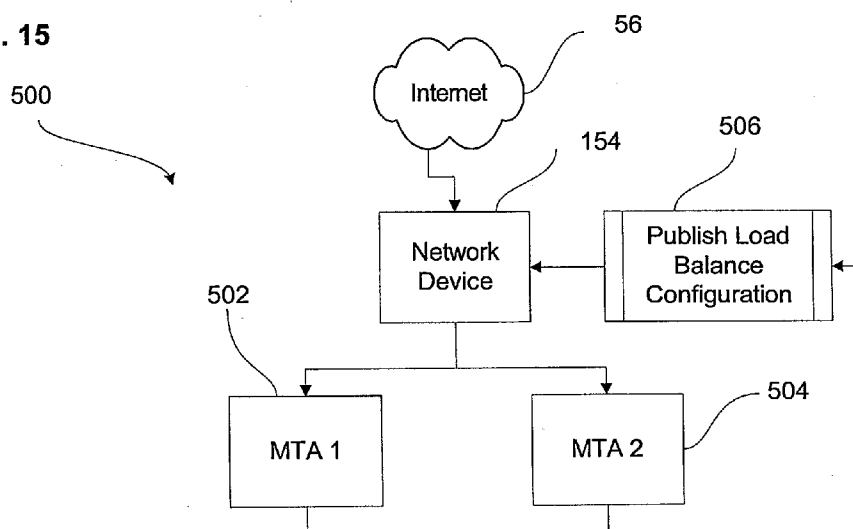 . 15
56
500
Internet
506
154
Publish Load
Balance
Configuration
Network
Device
502
504
MTA 1
MTA 2